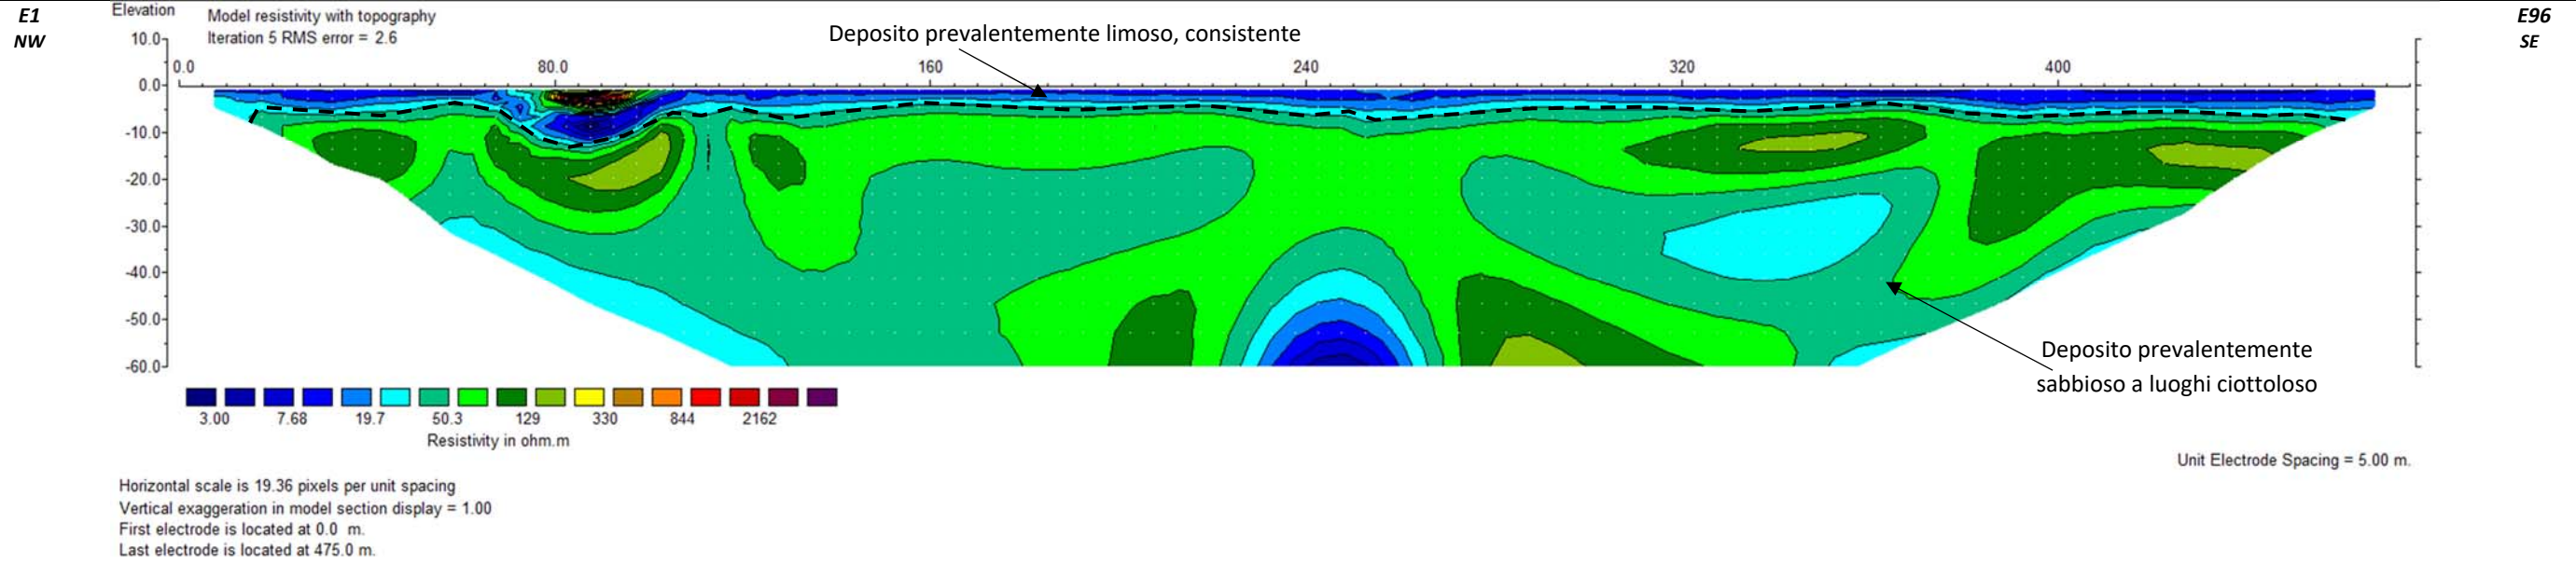 E1
NW
Elevation
Model resistivity with topography
Iteration 5 RMS error = 2.6
Deposito prevalentemente limoso, consistente
E96
SE
10.0
0.0
80.0
160
240
320
400
0.0
-10.0
-20.0
-30.0
-40.0
-50.0
-60.0
Deposito prevalentemente
sabbioso a luoghi ciottoloso
3.00 7.68 19.7 50.3 129 330 844 2162
Resistivity in ohm.m
Unit Electrode Spacing = 5.00 m.
Horizontal scale is 19.36 pixels per unit spacing
Vertical exaggeration in model section display = 1.00
First electrode is located at 0.0 m.
Last electrode is located at 475.0 m.